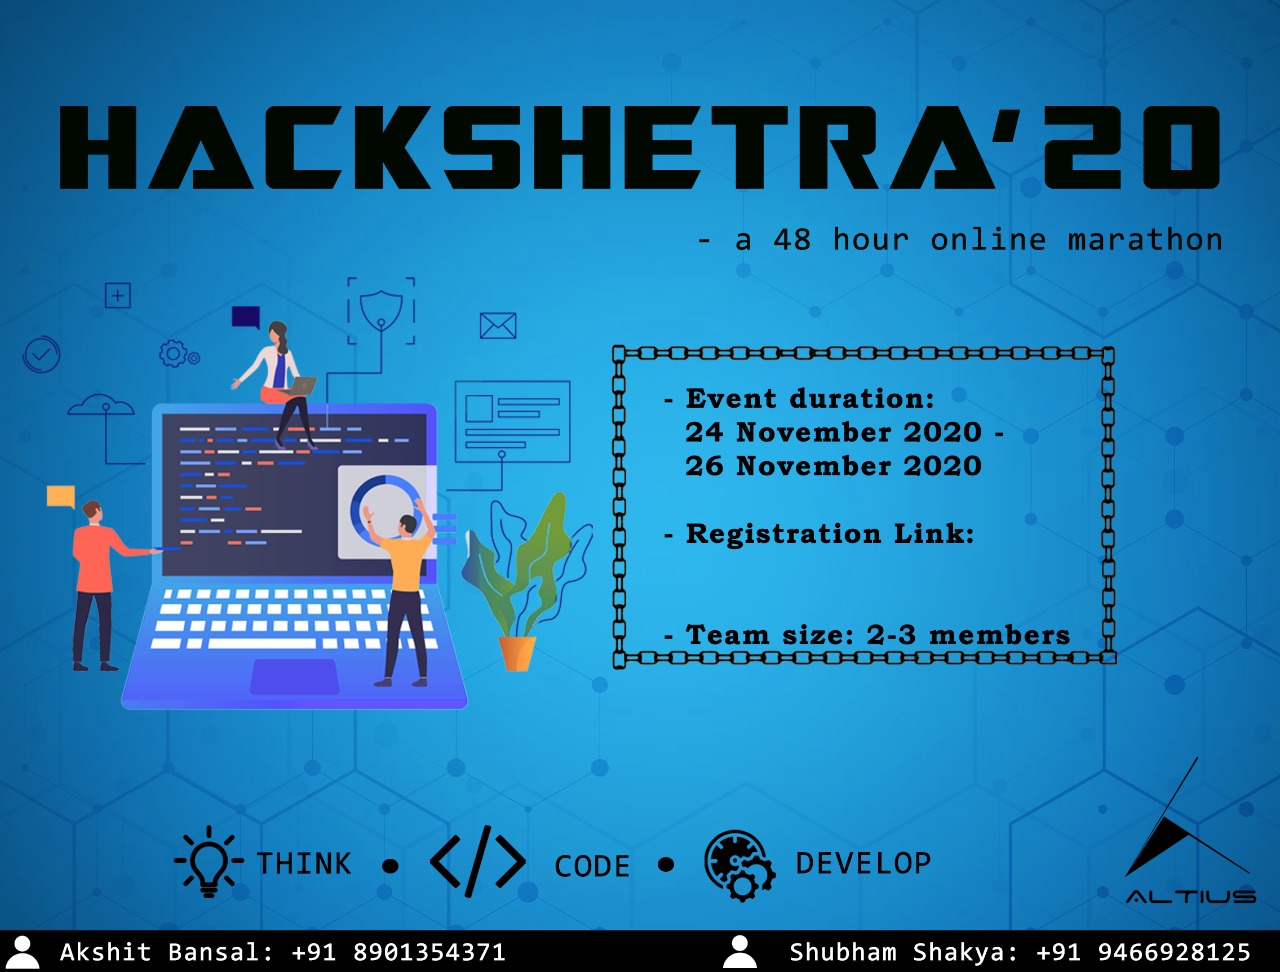 HACKSHETRA'20
- a 48 hour online marathon
- Event duration:
24 November 2020 -
26 November 2020
- Registration Link:
- Team size: 2-3 members
THINK • </> CODE • DEVELOP
ALTIUS
Akshit Bansal: +91 8901354371
Shubham Shakya: +91 9466928125